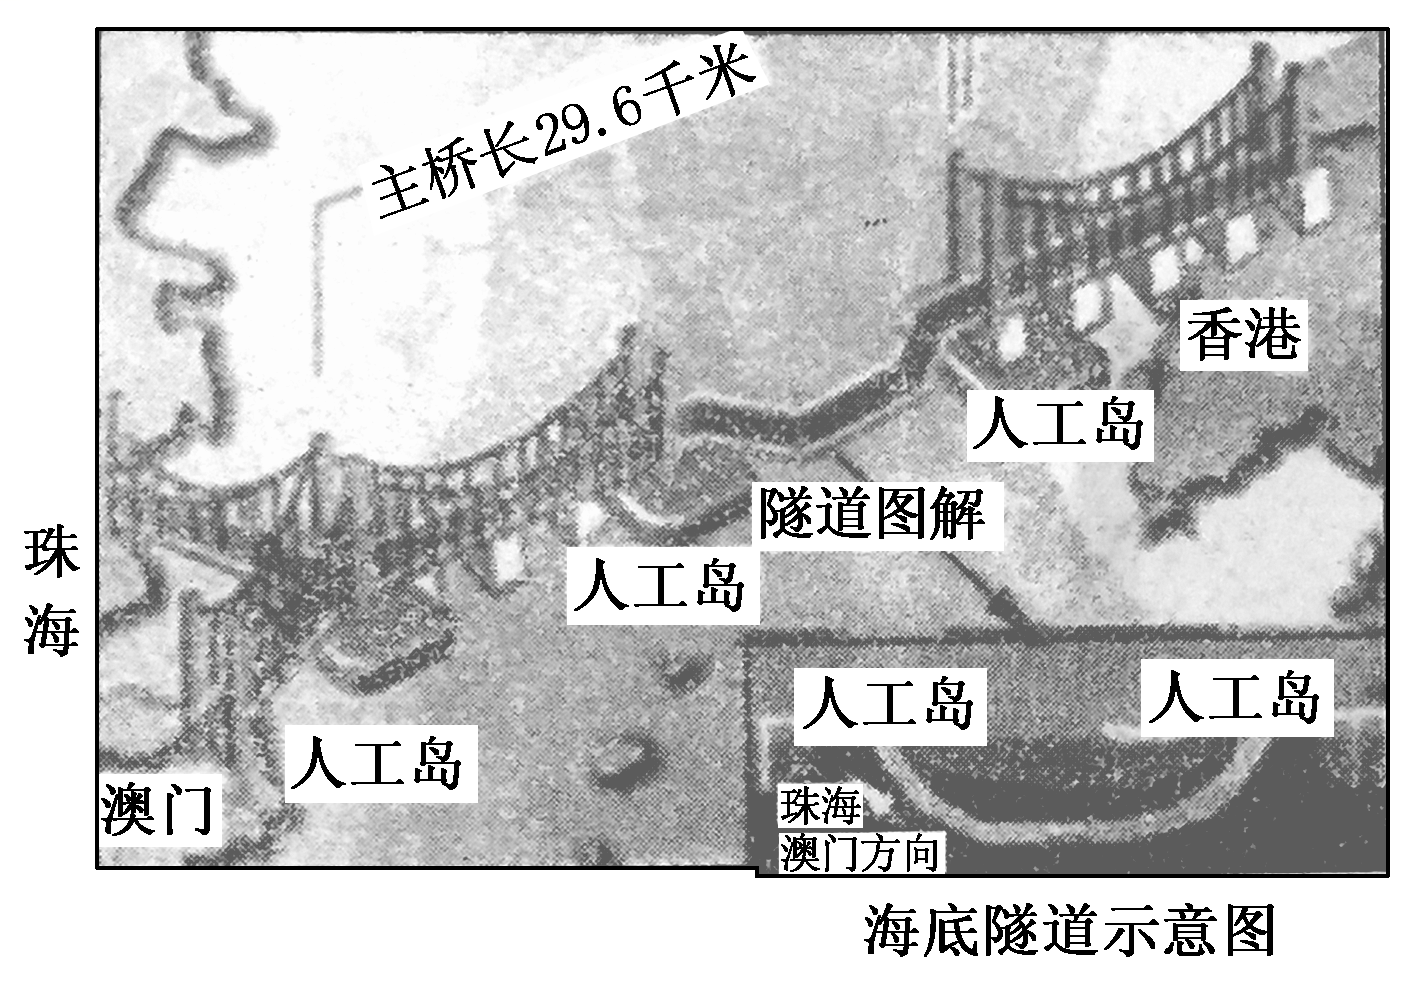 主桥长29.6千米
香港
人工岛
隧道图解
珠海
人工岛
人工岛
人工岛
人工岛
澳门
珠海
澳门方向
海底隧道示意图